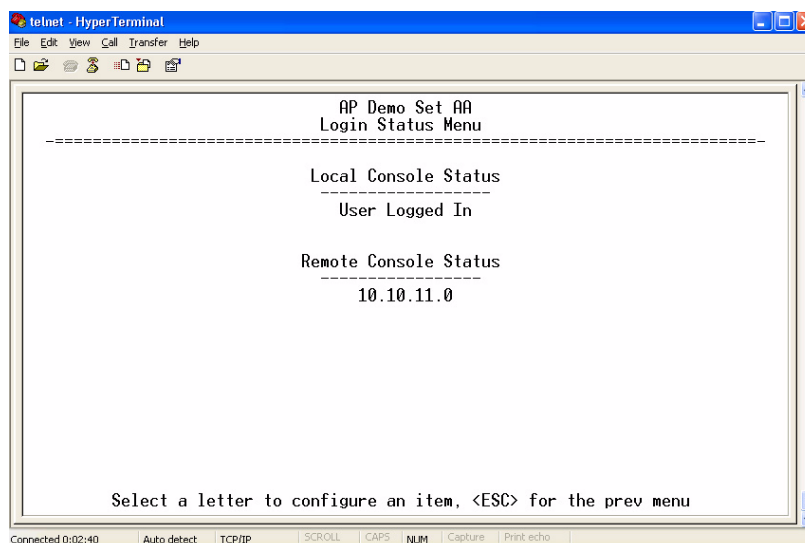 telnet - HyperTerminal
File Edit View Call Transfer Help
AP Demo Set AA
Login Status Menu
-===========================================================================-
Local Console Status
------------------
User Logged In
Remote Console Status
-----------------
10.10.11.0
Select a letter to configure an item, <ESC> for the prev menu
Connected 0:02:40 Auto detect TCP/IP SCROLL CAPS NUM Capture Print echo